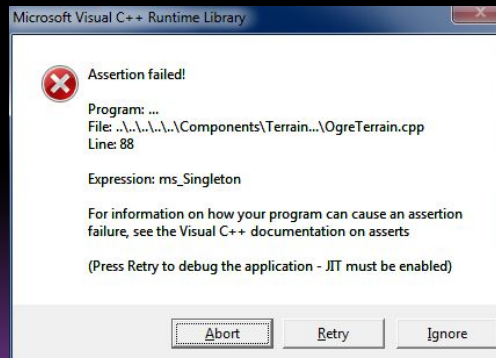 Microsoft Visual C++ Runtime Library
Assertion failed!
Program: ...
File: ..\..\..\..\..\Components\Terrain...\OgreTerrain.cpp
Line: 88
Expression: ms_Singleton
For information on how your program can cause an assertion
failure, see the Visual C++ documentation on asserts
(Press Retry to debug the application - JIT must be enabled)
Abort Retry Ignore